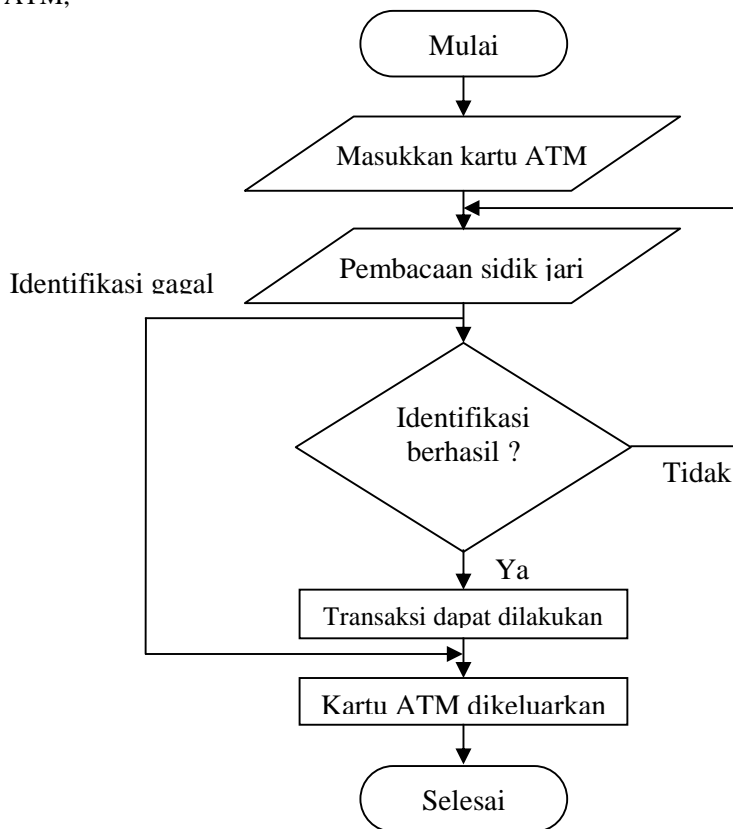 ATM,
Mulai
Masukkan kartu ATM
Pembacaan sidik jari
Identifikasi gagal
Identifikasi
berhasil ?
Tidak
Ya
Transaksi dapat dilakukan
Kartu ATM dikeluarkan
Selesai